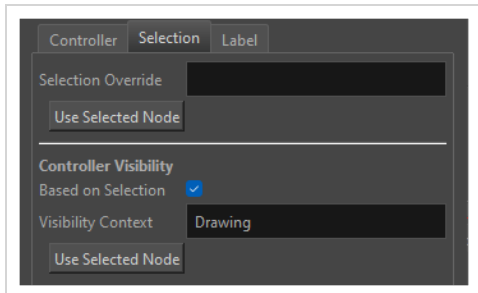 Controller Selection Label
Selection Override
Use Selected Node
Controller Visibility
Based on Selection
Visibility Context Drawing
Use Selected Node